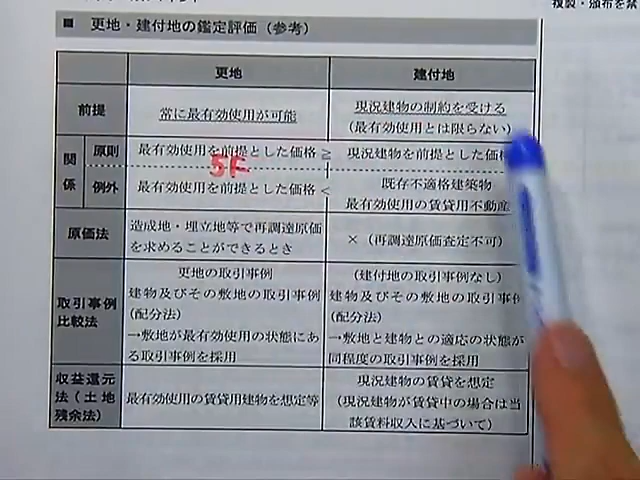 複製・頒布を禁
■ 更地・建付地の鑑定評価（参考）
更地
建付地
前提
常に最有効使用が可能
現況建物の制約を受ける
（最有効使用とは限らない）
関係
原則
最有効使用を前提とした価格 ≧
現況建物を前提とした価
5F
例外
最有効使用を前提とした価格 <
既存不適格建築物
最有効使用の賃貸用不動産
原価法
造成地・埋立地等で再調達原価
を求めることができるとき
×（再調達原価査定不可）
取引事例
比較法
更地の取引事例
建物及びその敷地の取引事例
(配分法)
→敷地が最有効使用の状態にあ
る取引事例を採用
（建付地の取引事例なし）
建物及びその敷地の取引事例
(配分法)
→敷地と建物との適応の状態が
同程度の取引事例を採用
収益還元
法（土地
残余法）
最有効使用の賃貸用建物を想定等
現況建物の賃貸を想定
（現況建物が賃貸中の場合は当
該賃料収入に基づいて）